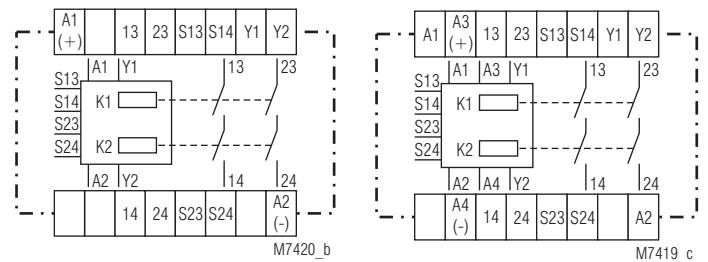 A1 (+) 13 23 S13 S14 Y1 Y2
A1 Y1 13 23
S13
S14 K1
S23
S24 K2
A2 Y2 14 24
14 24 S23 S24 A2 (-)
M7420_b
A1 A3 (+) 13 23 S13 S14 Y1 Y2
A1 A3 Y1 13 23
S13
S14 K1
S23
S24 K2
A2 A4 Y2 14 24
A4 (-) 14 24 S23 S24 A2
M7419_c